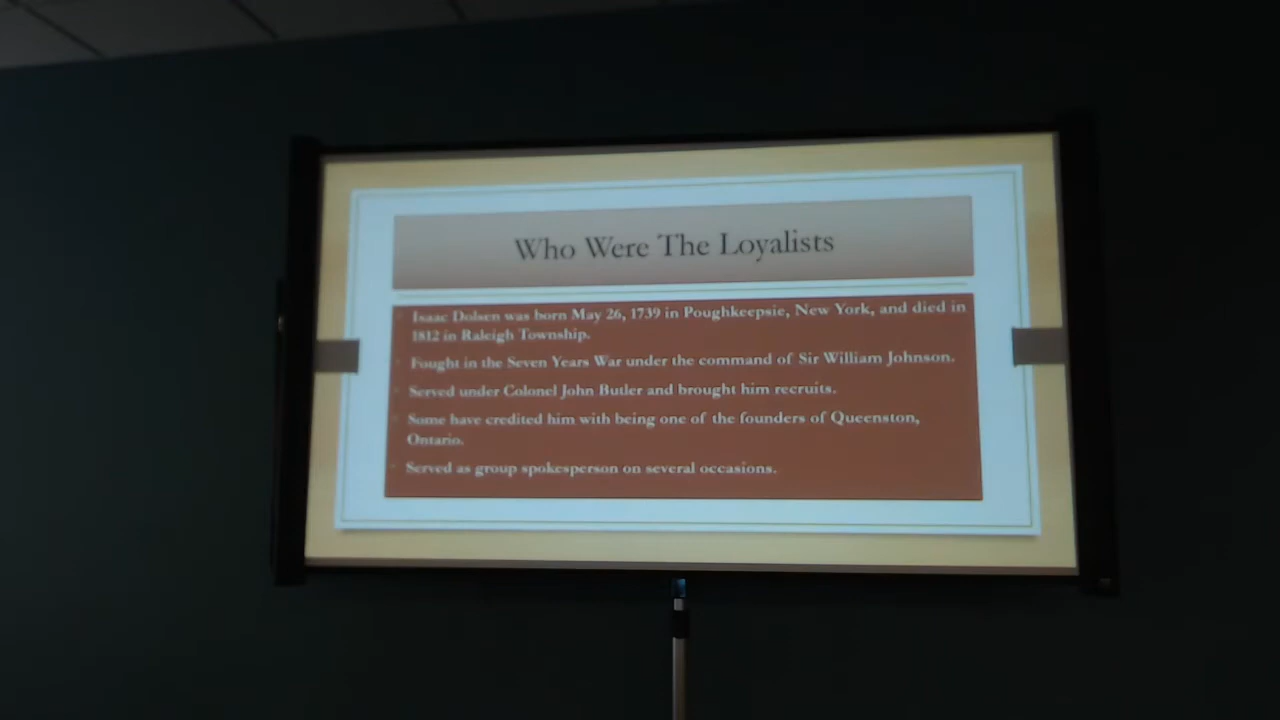 Who Were The Loyalists
Isaac Dolsen was born May 26, 1739 in Poughkeepsie, New York, and died in
1812 in Raleigh Township.
Fought in the Seven Years War under the command of Sir William Johnson.
Served under Colonel John Butler and brought him recruits.
Some have credited him with being one of the founders of Queenston,
Ontario.
Served as group spokesperson on several occasions.